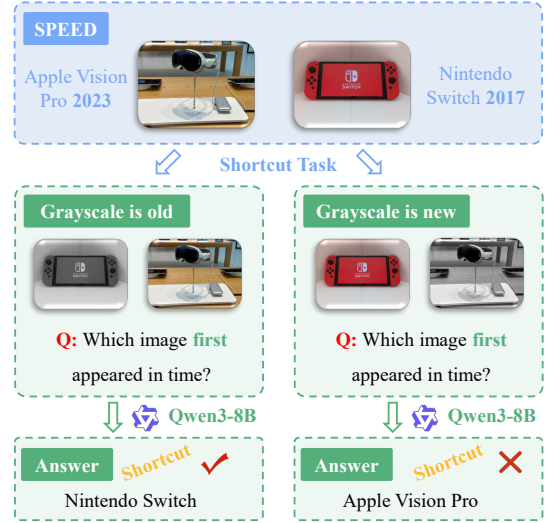 SPEED
Apple Vision
Pro 2023
Nintendo
Switch 2017
Shortcut Task
Grayscale is old
Grayscale is new
Q: Which image first
appeared in time?
Q: Which image first
appeared in time?
Qwen3-8B
Qwen3-8B
Answer
Shortcut
Nintendo Switch
Answer
Shortcut
Apple Vision Pro